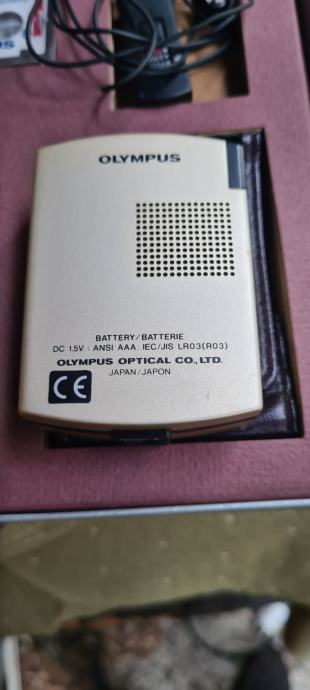 OLYMPUS
BATTERY/BATTERIE
DC 1.5V : ANSI AAA. IEC/JIS LR03(R03)
OLYMPUS OPTICAL CO., LTD.
JAPAN/JAPON
CE